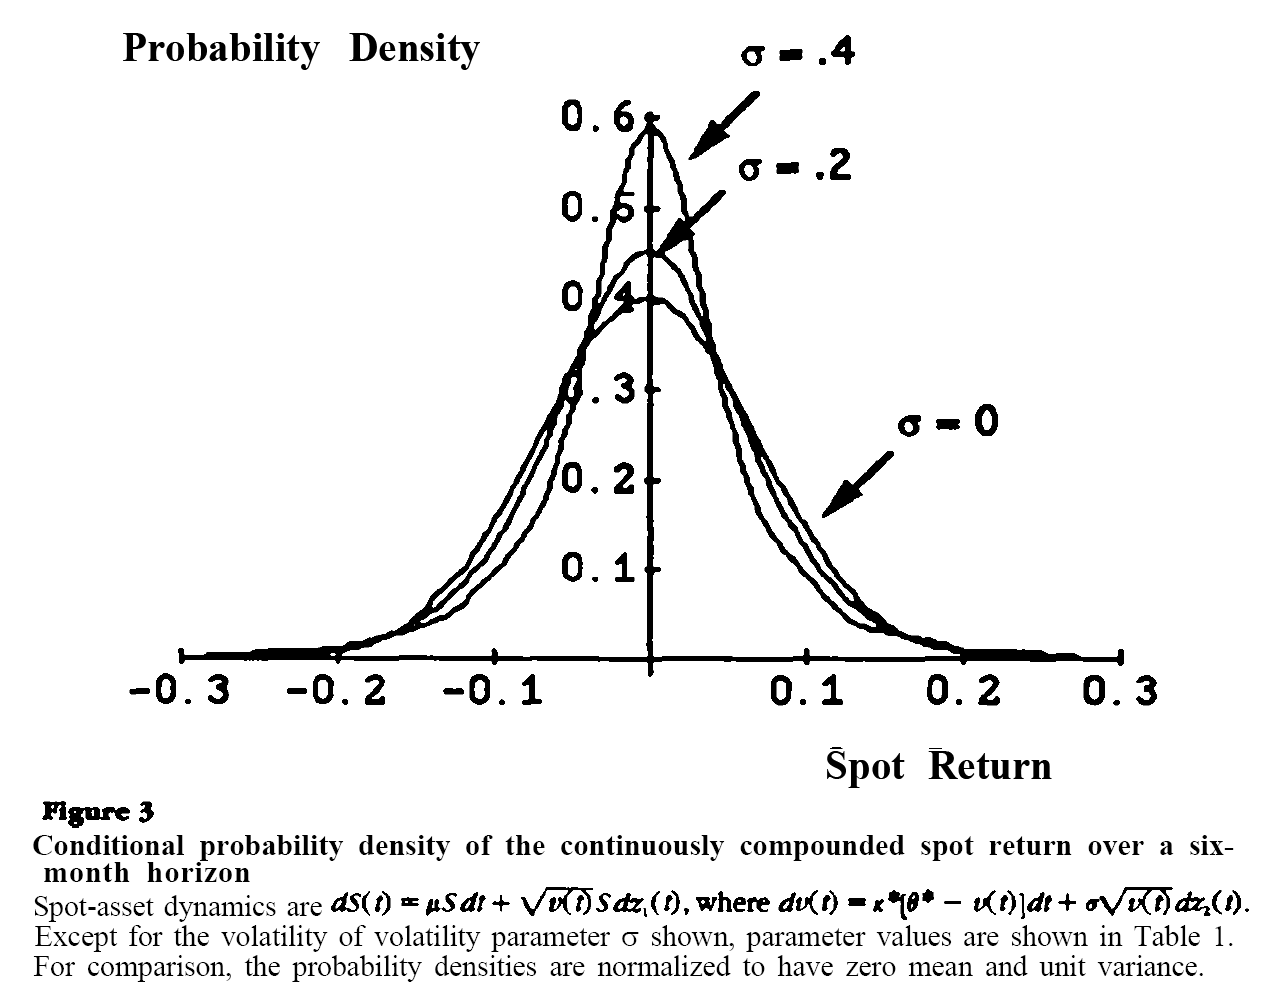 Probability Density
σ = .4
0.6
σ = .2
0.5
0.4
0.3
σ = 0
0.2
0.1
-0.3 -0.2 -0.1 0.1 0.2 0.3
Spot Return
Figure 3
Conditional probability density of the continuously compounded spot return over a six-
month horizon
Spot-asset dynamics are dS(t) = μS dt + √v(t) S dz₁(t), where dv(t) = κ*[θ* − v(t)]dt + σ√v(t) dz₂(t).
Except for the volatility of volatility parameter σ shown, parameter values are shown in Table 1.
For comparison, the probability densities are normalized to have zero mean and unit variance.